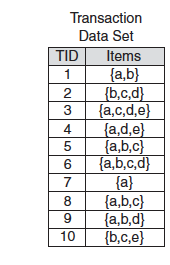 Transaction
Data Set
TID Items
1 {a,b}
2 {b,c,d}
3 {a,c,d,e}
4 {a,d,e}
5 {a,b,c}
6 {a,b,c,d}
7 {a}
8 {a,b,c}
9 {a,b,d}
10 {b,c,e}